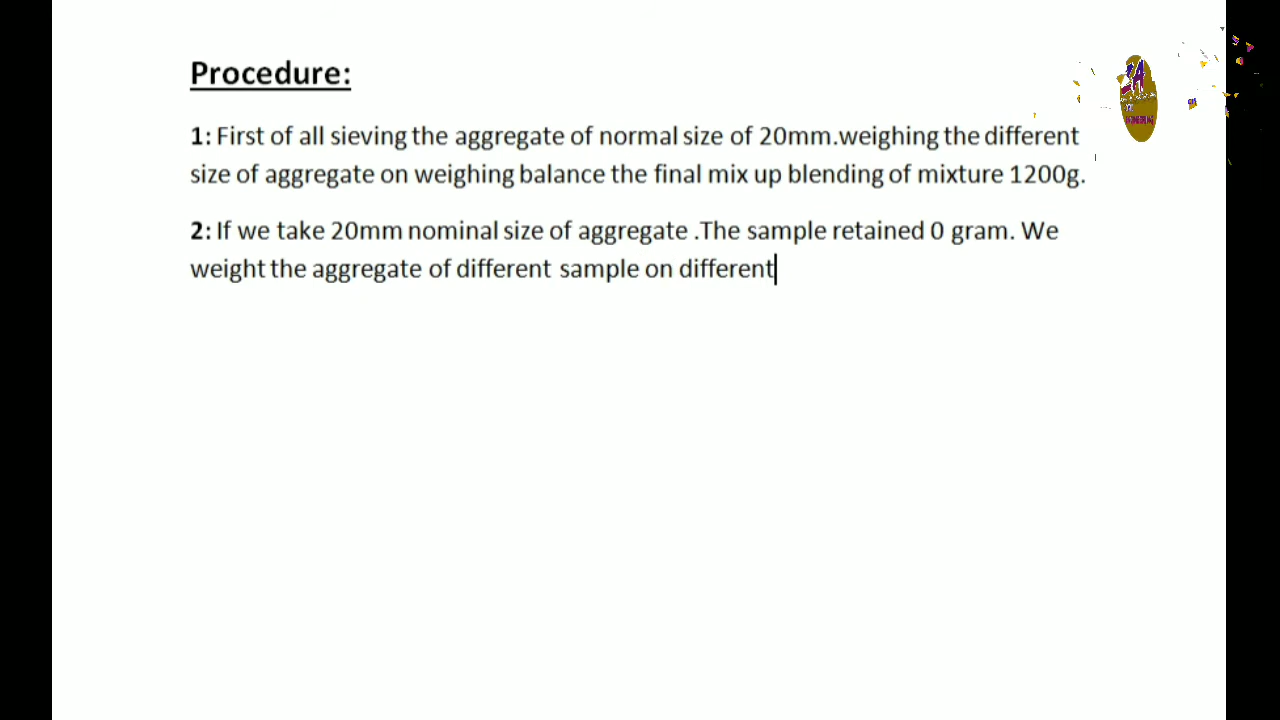 Procedure:
1: First of all sieving the aggregate of normal size of 20mm.weighing the different
size of aggregate on weighing balance the final mix up blending of mixture 1200g.
2: If we take 20mm nominal size of aggregate .The sample retained 0 gram. We
weight the aggregate of different sample on different